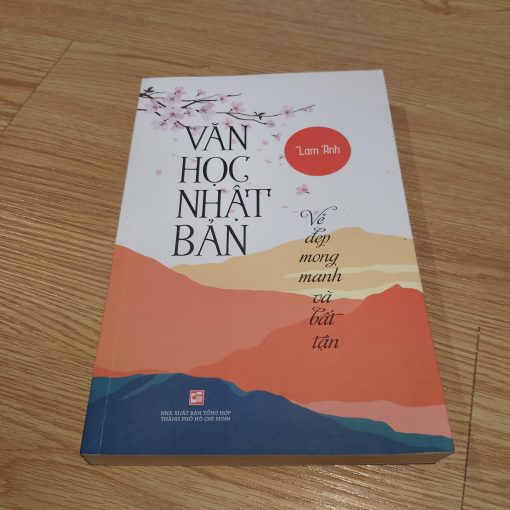 VĂN
HỌC
NHẬT
BẢN
Lam Anh
Vẻ
đẹp
mong
manh
và
bất
tận
NHÀ XUẤT BẢN TỔNG HỢP
THÀNH PHỐ HỒ CHÍ MINH